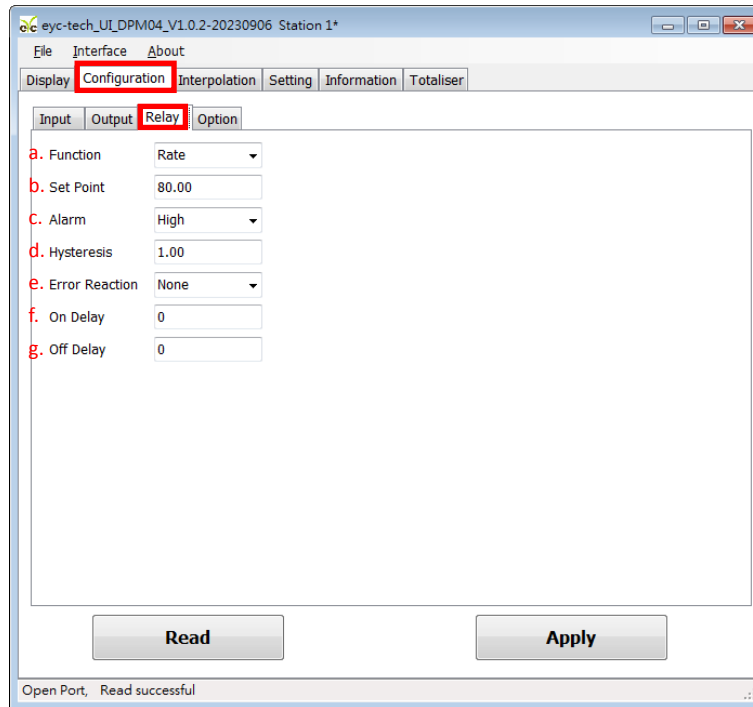 eyc-tech_UI_DPM04_V1.0.2-20230906 Station 1*
File Interface About
Display Configuration Interpolation Setting Information Totaliser
Input Output Relay Option
a. Function Rate
b. Set Point 80.00
c. Alarm High
d. Hysteresis 1.00
e. Error Reaction None
f. On Delay 0
g. Off Delay 0
Read Apply
Open Port, Read successful